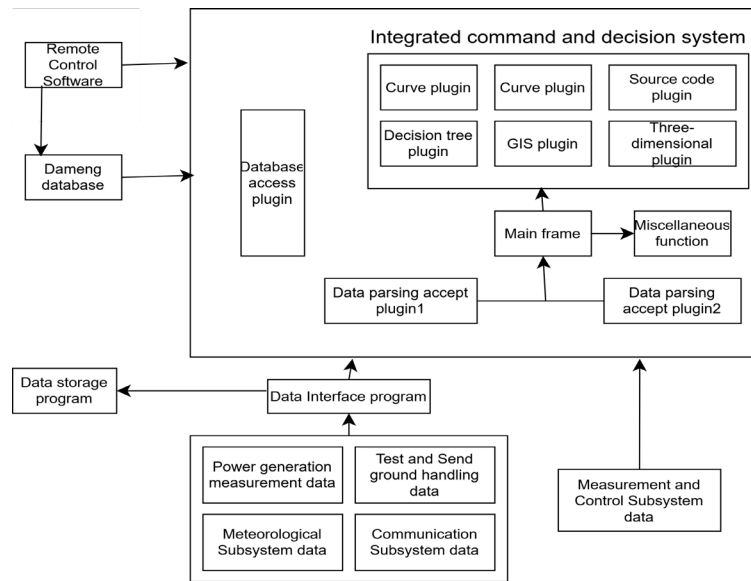 Remote
Control
Software
Integrated command and decision system
Curve plugin
Curve plugin
Source code
plugin
Decision tree
plugin
GIS plugin
Three-
dimensional plugin
Dameng
database
Database
access
plugin
Main frame
Miscellaneous
function
Data parsing accept
plugin1
Data parsing
accept plugin2
Data storage
program
Data Interface program
Power generation
measurement data
Test and Send
ground handling
data
Meteorological
Subsystem data
Communication
Subsystem data
Measurement and
Control Subsystem
data